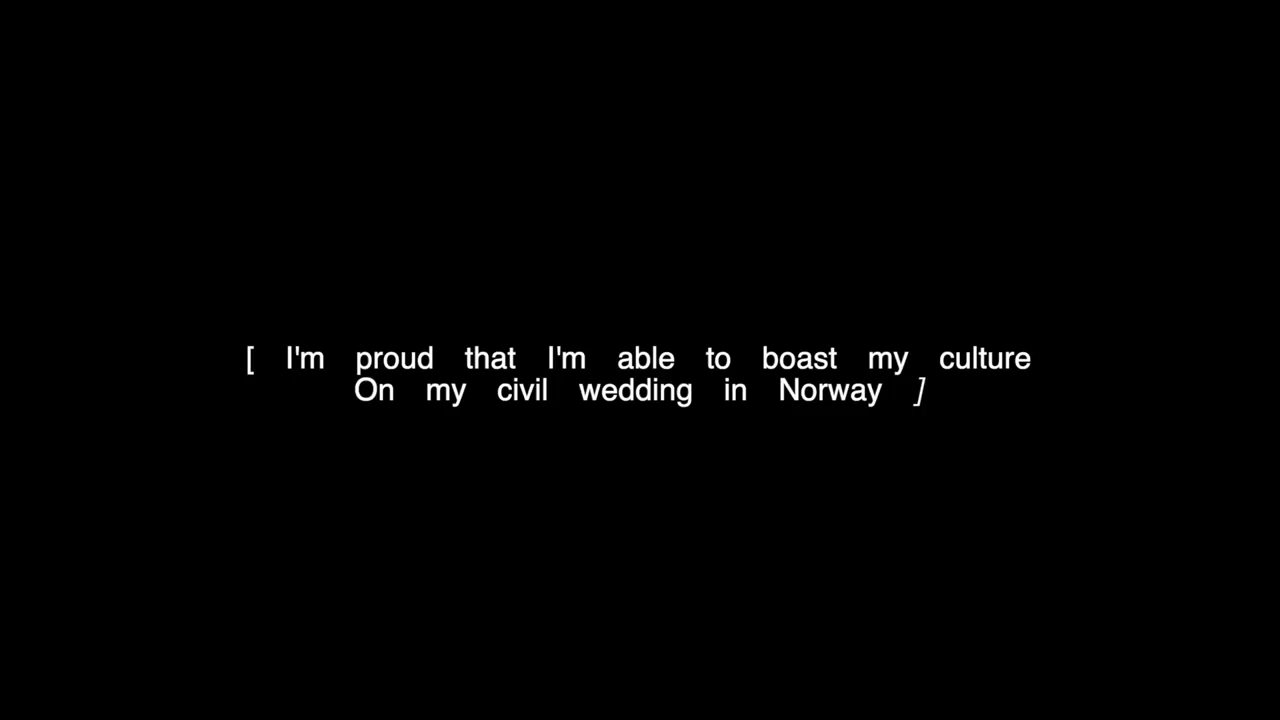 [ I'm proud that I'm able to boast my culture
On my civil wedding in Norway ]